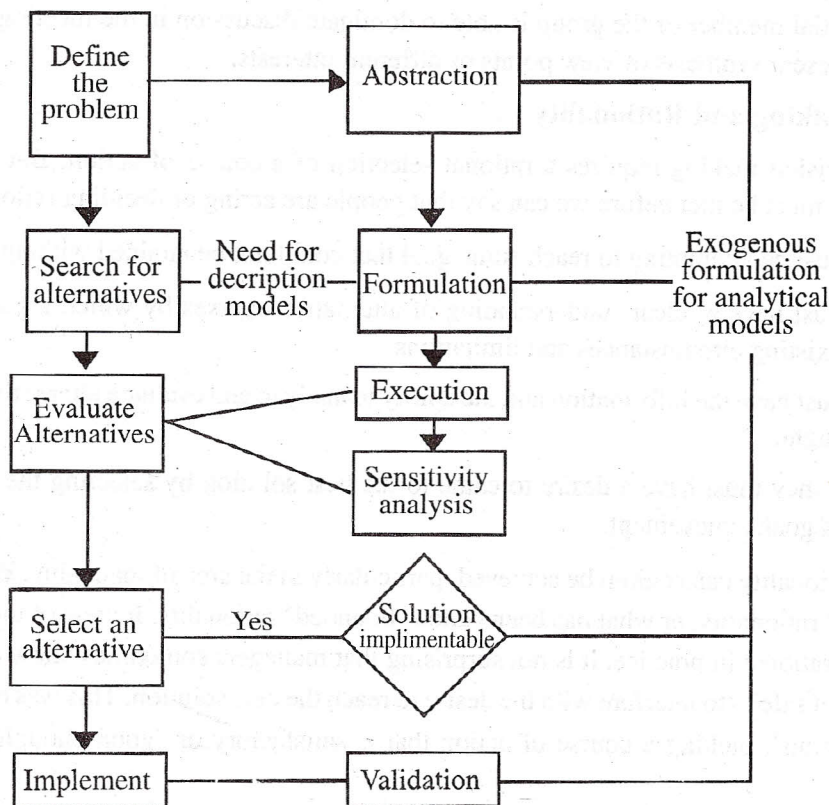 Define
the
problem
Abstraction
Search for
alternatives
Need for
decription
models
Formulation
Exogenous
formulation
for analytical
models
Evaluate
Alternatives
Execution
Sensitivity
analysis
Select an
alternative
Yes
Solution
implimentable
Implement
Validation